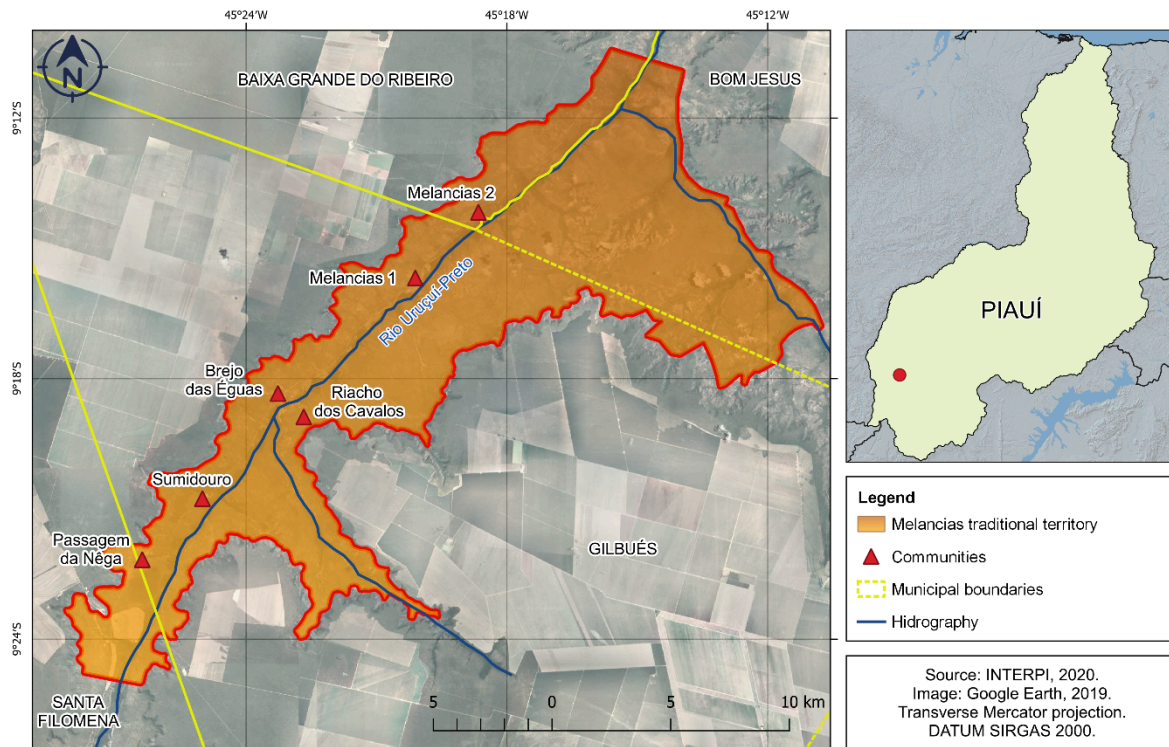 45°24'W
45°18'W
45°12'W
N
BAIXA GRANDE DO RIBEIRO
BOM JESUS
9°12'S
Melancias 2
Melancias 1
Rio Uruçuí-Preto
9°18'S
Brejo
das Éguas
Riacho
dos Cavalos
Sumidouro
Passagem
da Nêga
GILBUÉS
9°24'S
SANTA
FILOMENA
5 0 5 10 km
PIAUÍ
Legend
Melancias traditional territory
Communities
Municipal boundaries
Hidrography
Source: INTERPI, 2020.
Image: Google Earth, 2019.
Transverse Mercator projection.
DATUM SIRGAS 2000.